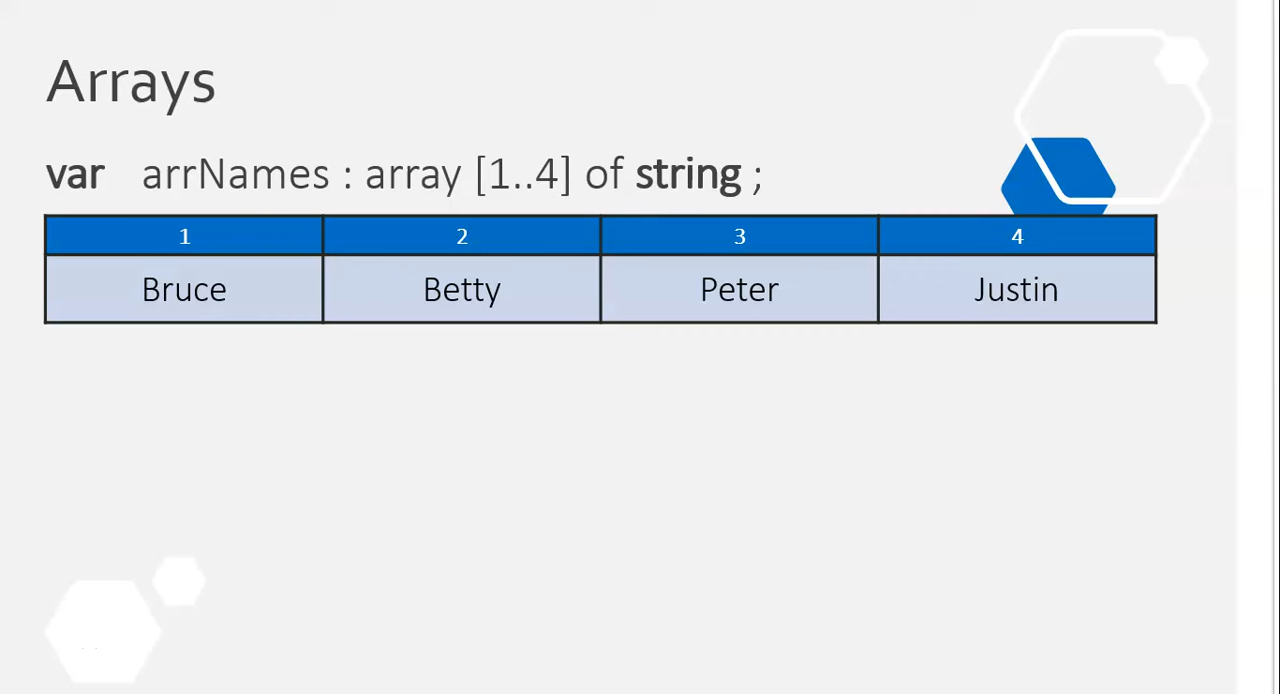 Arrays
var arrNames : array [1..4] of string ;
1 2 3 4
Bruce Betty Peter Justin